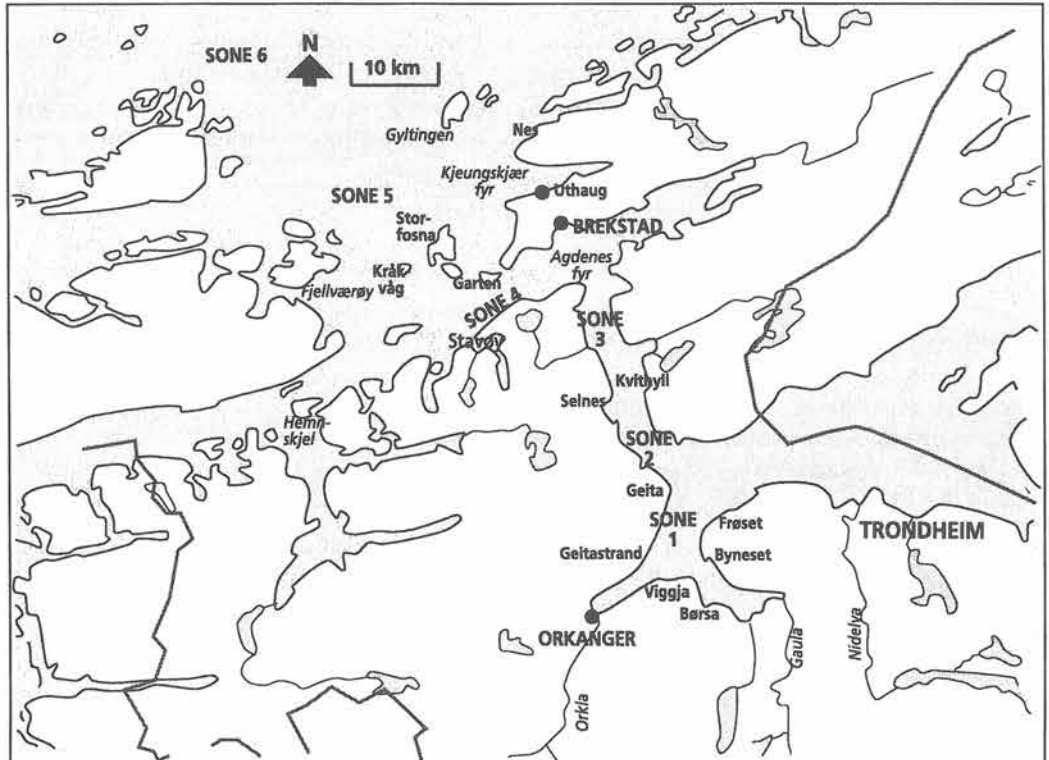 SONE 6
N
10 km
Gyltingen
Nes
Kjeungskjær
fyr
Uthaug
SONE 5
Stor-
fosna
BREKSTAD
Agdenes
fyr
Kråk-
våg
Fjellværøy
Garten
SONE 4
SONE
3
Stavøy
Kvithyll
Selnes
Hemn-
skjel
SONE
2
Geita
SONE
1
Frøset
TRONDHEIM
Geitastrand
Byneset
Viggja
Børsa
ORKANGER
Orkla
Gaula
Nidelva